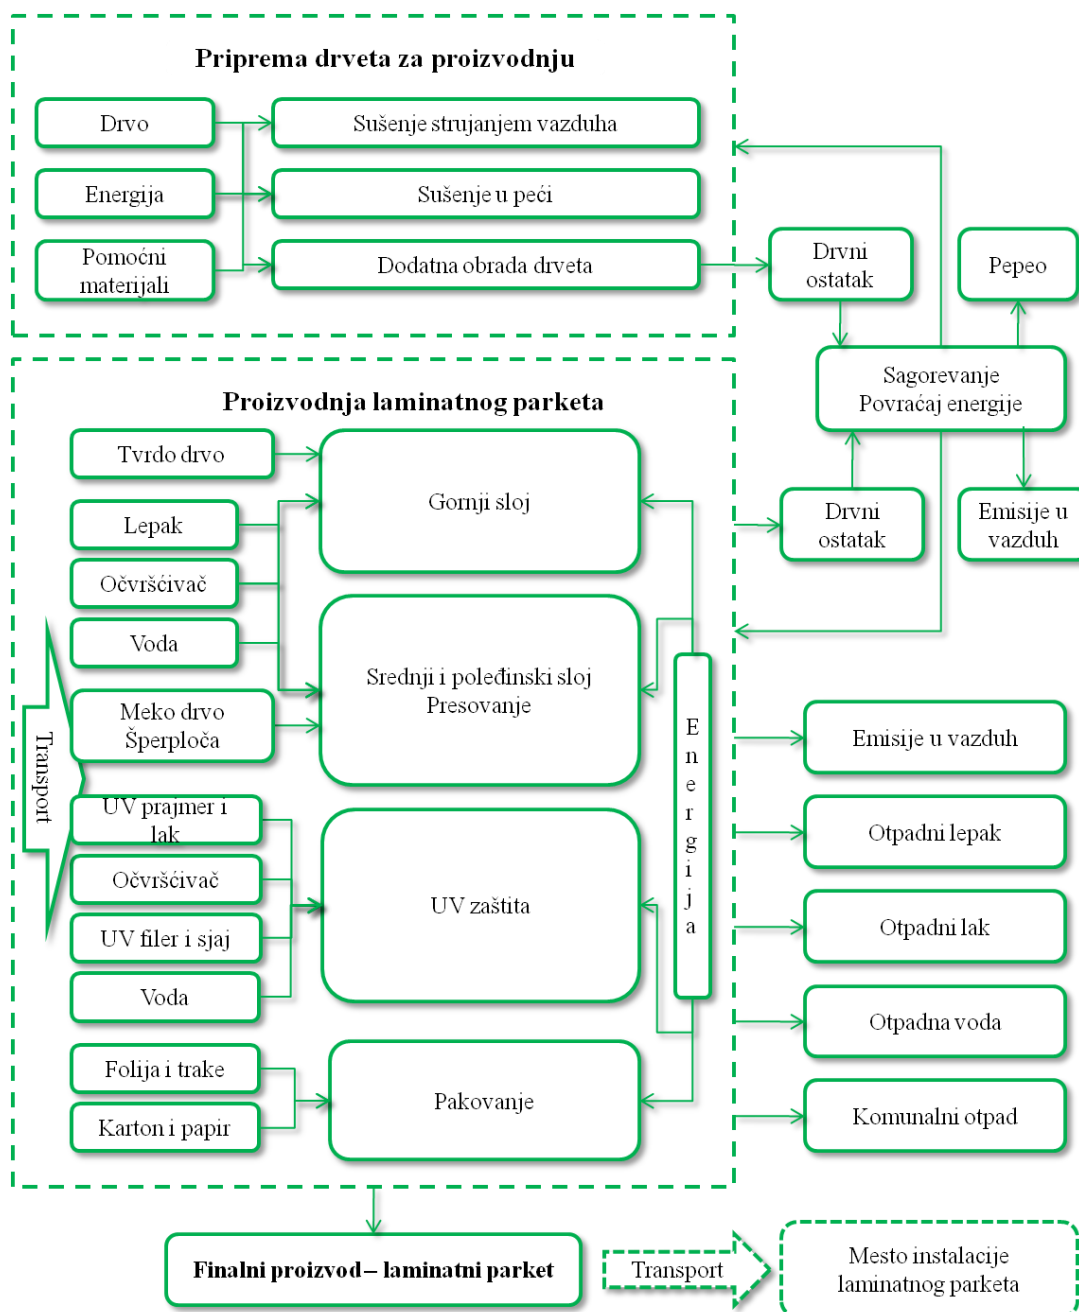 Priprema drveta za proizvodnju
Drvo
Sušenje strujanjem vazduha
Energija
Sušenje u peći
Pomoćni
materijali
Dodatna obrada drveta
Drvni
ostatak
Pepeo
Sagorevanje
Povraćaj energije
Drvni
ostatak
Emisije u
vazduh
Proizvodnja laminatnog parketa
Tvrdo drvo
Lepak
Očvršćivač
Voda
Meko drvo
Šperploča
Gornji sloj
Srednji i poleđinski sloj
Presovanje
Transport
UV prajmer i
lak
Očvršćivač
UV filer i sjaj
Voda
UV zaštita
Energija
Folija i trake
Karton i papir
Pakovanje
Emisije u vazduh
Otpadni lepak
Otpadni lak
Otpadna voda
Komunalni otpad
Finalni proizvod – laminatni parket
Transport
Mesto instalacije
laminatnog parketa